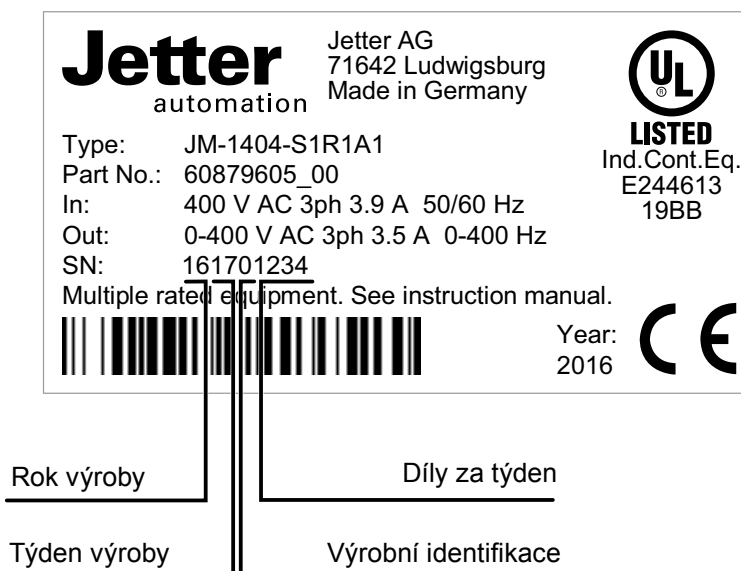 Jetter
automation
Jetter AG
71642 Ludwigsburg
Made in Germany
UL
®
LISTED
Ind.Cont.Eq.
E244613
19BB
Type: JM-1404-S1R1A1
Part No.: 60879605_00
In: 400 V AC 3ph 3.9 A 50/60 Hz
Out: 0-400 V AC 3ph 3.5 A 0-400 Hz
SN: 161701234
Multiple rated equipment. See instruction manual.
Year:
2016
CE
Rok výroby
Díly za týden
Týden výroby
Výrobní identifikace